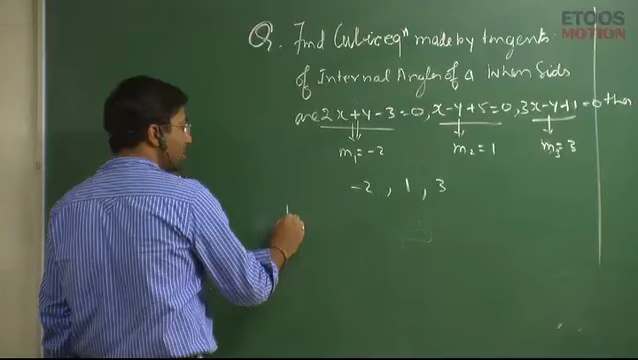 ETOOS
MOTION
Q. Find Cubic eqⁿ made by tangents
of Internal Angles of a Δ When Sids
are 2x+y-3=0, x-y+5=0, 3x-y+1=0 then
m₁=-2 m₂=1 m₃=3
-2, 1, 3